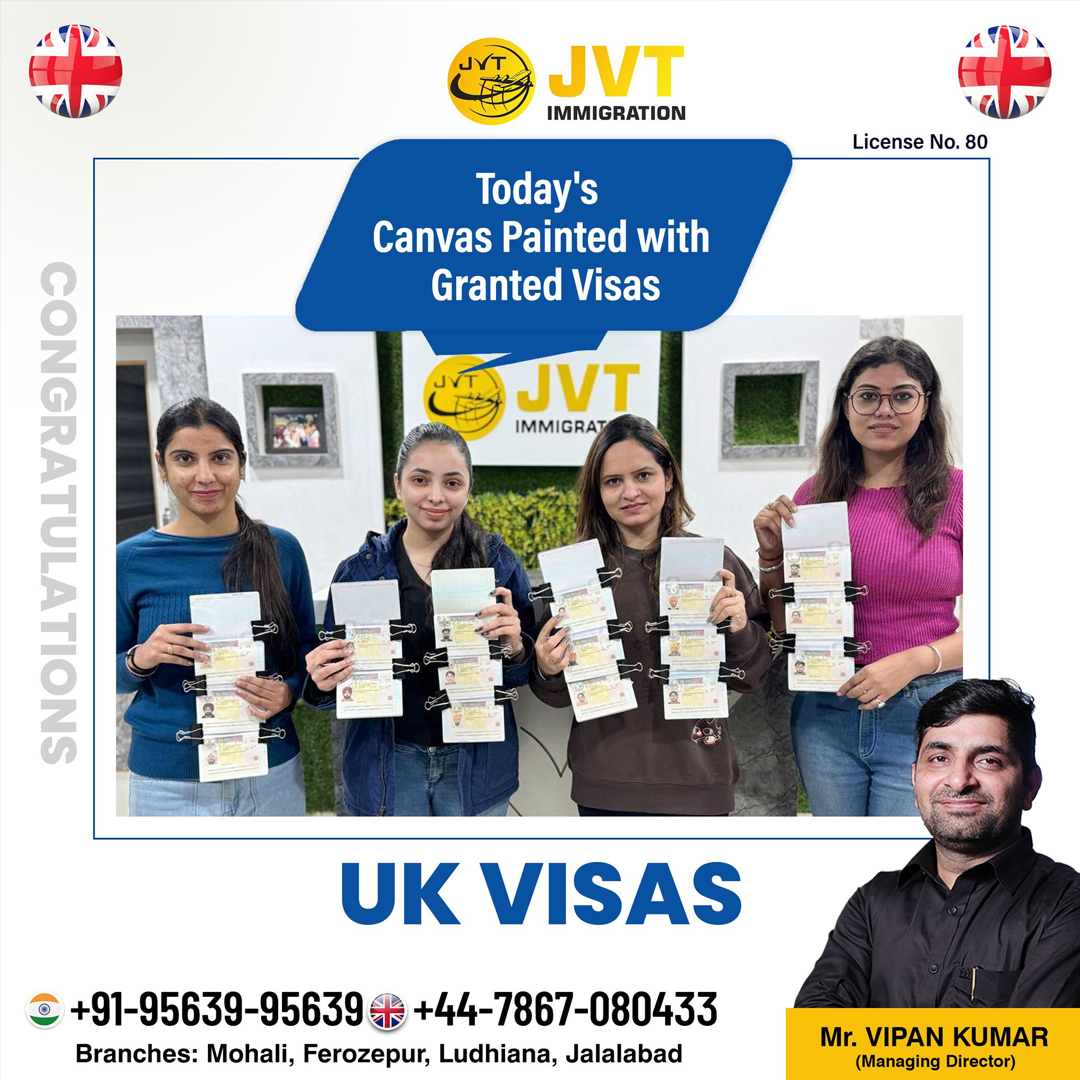 JVT
JVT
IMMIGRATION
License No. 80
Today's
Canvas Painted with
Granted Visas
CONGRATULATIONS
JVT
JVT
IMMIGRAT
UK VISAS
+91-95639-95639 +44-7867-080433
Branches: Mohali, Ferozepur, Ludhiana, Jalalabad
Mr. VIPAN KUMAR
(Managing Director)